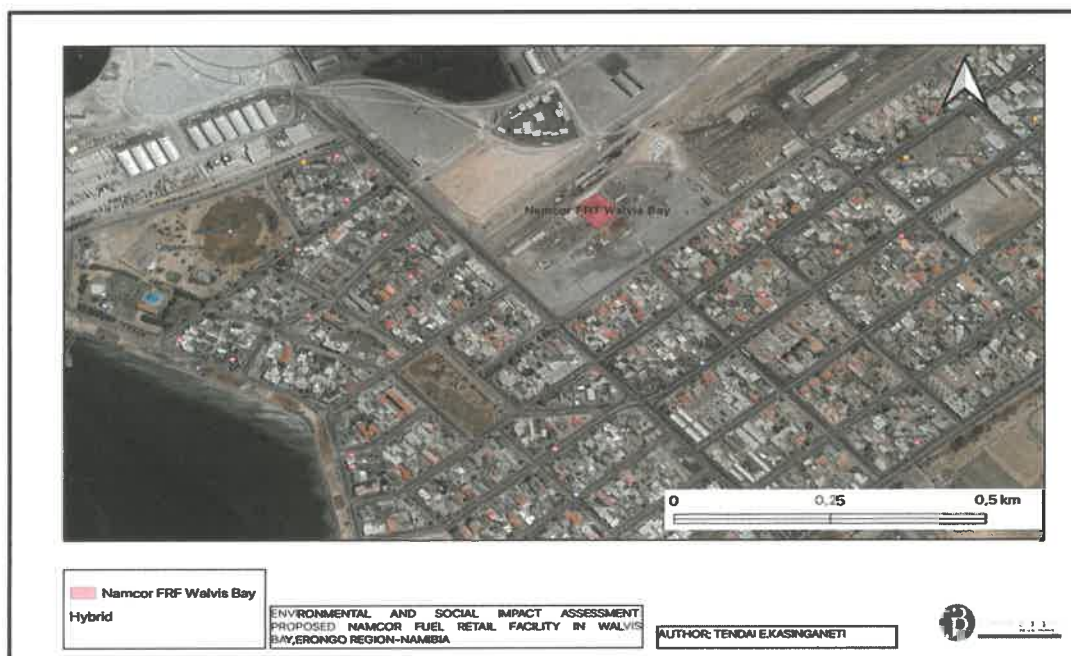 Namcor FRF Walvis Bay
0 0,25 0,5 km
Namcor FRF Walvis Bay
Hybrid
ENVIRONMENTAL AND SOCIAL IMPACT ASSESSMENT
PROPOSED NAMCOR FUEL RETAIL FACILITY IN WALVIS
BAY,ERONGO REGION-NAMIBIA
AUTHOR; TENDAI E.KASINGANETI